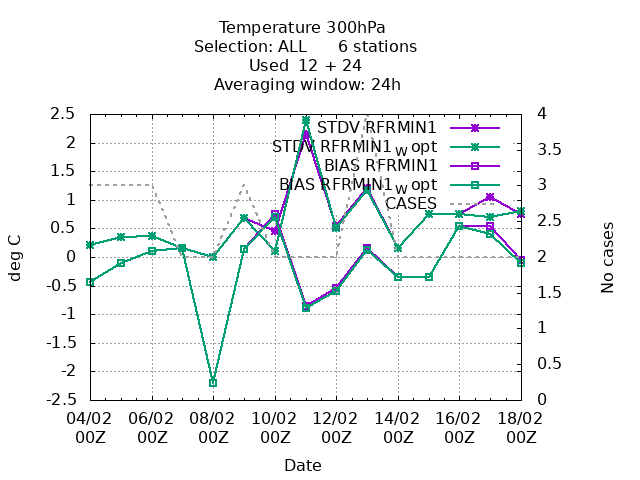 Temperature 300hPa
Selection: ALL      6 stations
Used  12 + 24
Averaging window: 24h
2.5
2
1.5
1
0.5
0
-0.5
-1
-1.5
-2
-2.5
deg C
STDV RFRMIN1
STDV RFRMIN1w opt
BIAS RFRMIN1
BIAS RFRMIN1w opt
CASES
4
3.5
3
2.5
2
1.5
1
0.5
0
No cases
04/02 06/02 08/02 10/02 12/02 14/02 16/02 18/02
00Z 00Z 00Z 00Z 00Z 00Z 00Z 00Z
Date